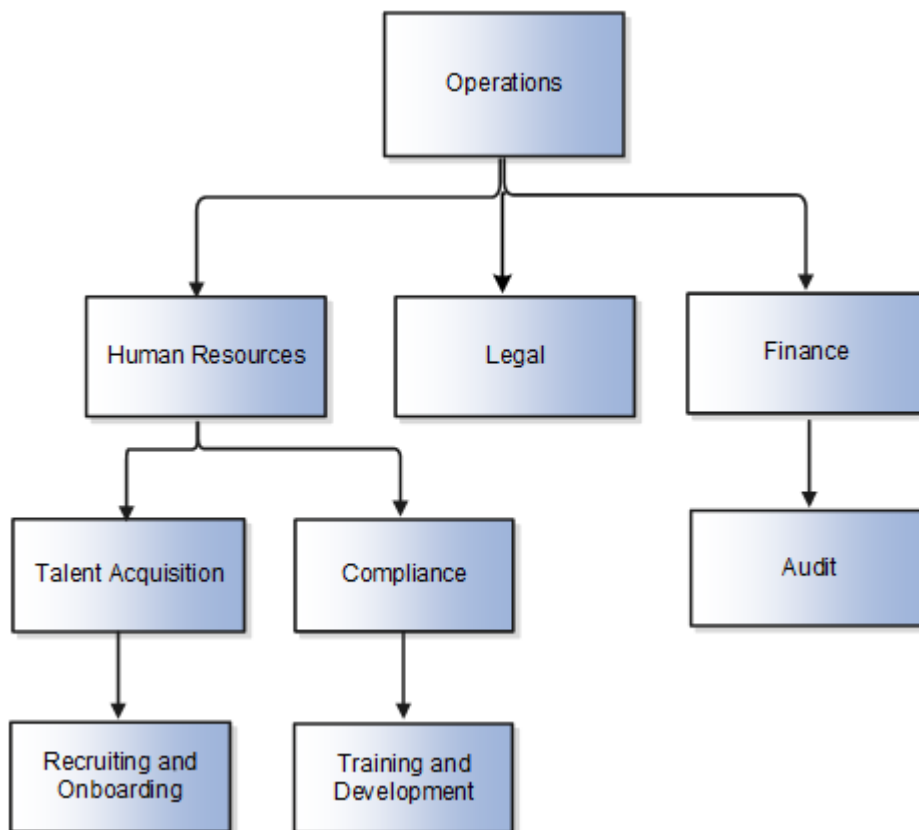 Operations
Human Resources
Legal
Finance
Talent Acquisition
Compliance
Audit
Recruiting and
Onboarding
Training and
Development